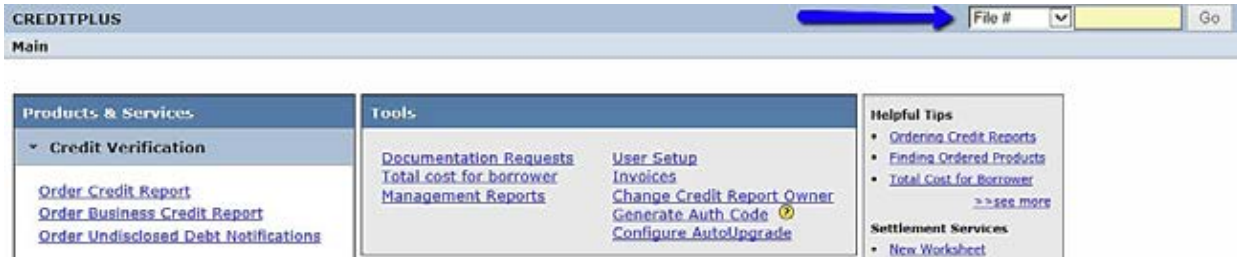 CREDITPLUS
File #
Go
Main
Products & Services
Credit Verification
Order Credit Report
Order Business Credit Report
Order Undisclosed Debt Notifications
Tools
Documentation Requests
Total cost for borrower
Management Reports
User Setup
Invoices
Change Credit Report Owner
Generate Auth Code ?
Configure AutoUpgrade
Helpful Tips
• Ordering Credit Reports
• Finding Ordered Products
• Total Cost for Borrower
>>see more
Settlement Services
• New Worksheet